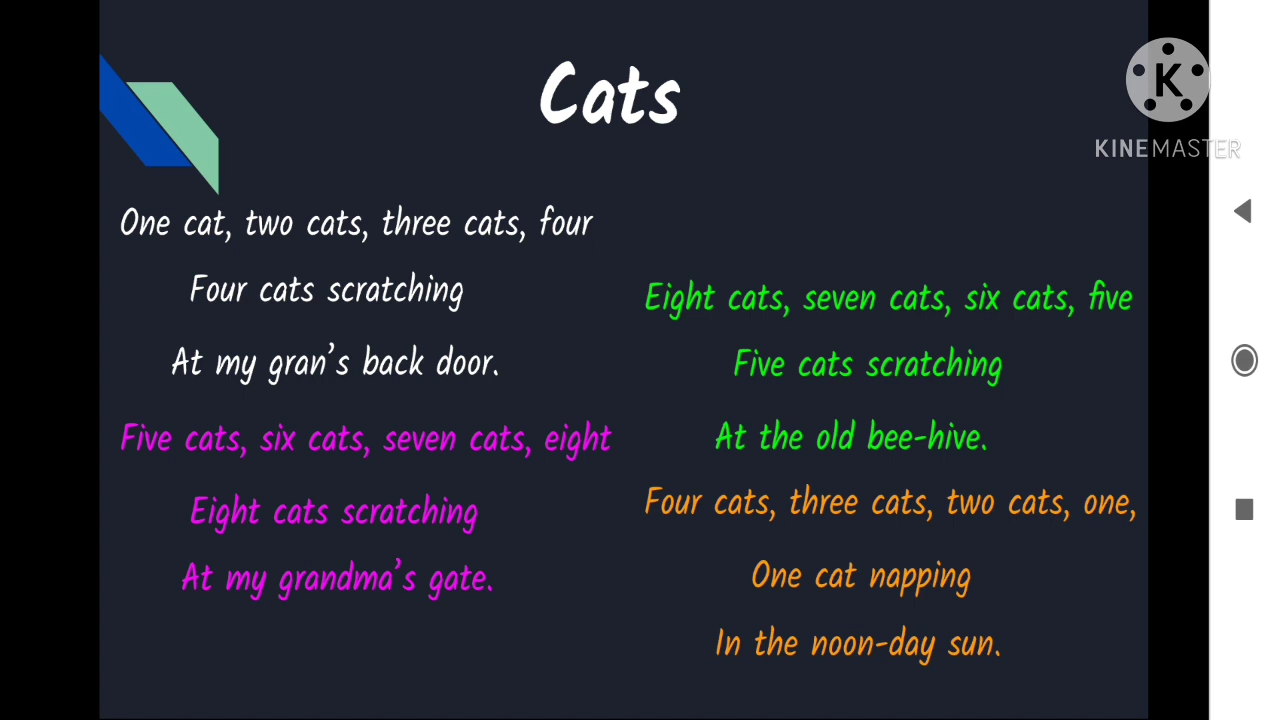 Cats
One cat, two cats, three cats, four
Four cats scratching
At my gran's back door.
Five cats, six cats, seven cats, eight
Eight cats scratching
At my grandma's gate.
Eight cats, seven cats, six cats, five
Five cats scratching
At the old bee-hive.
Four cats, three cats, two cats, one,
One cat napping
In the noon-day sun.
K
KINEMASTER